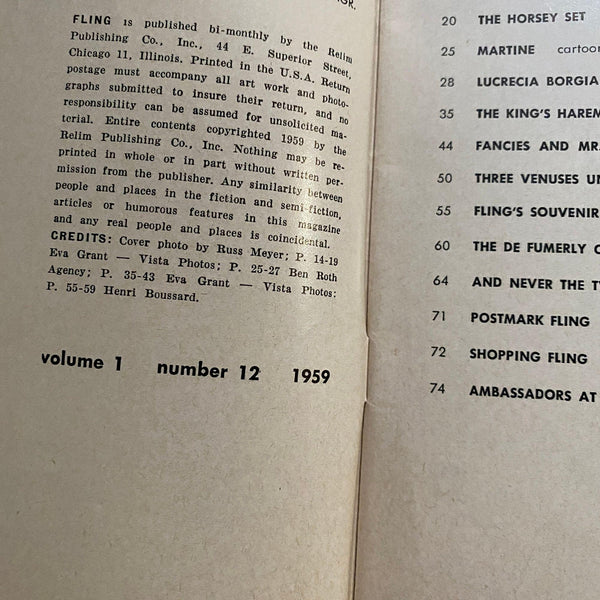 GR.
FLING is published bi-monthly by the Relim
Publishing Co., Inc., 44 E. Superior Street,
Chicago 11, Illinois. Printed in the U.S.A. Return
postage must accompany all art work and photo-
graphs submitted to insure their return, and no
responsibility can be assumed for unsolicited ma-
terial. Entire contents copyrighted 1959 by the
Relim Publishing Co., Inc. Nothing may be re-
printed in whole or in part without written per-
mission from the publisher. Any similarity between
people and places in the fiction and semi-fiction,
articles or humorous features in this magazine
and any real people and places is coincidental.
CREDITS: Cover photo by Russ Meyer; P. 14-19
Eva Grant — Vista Photos; P. 25-27 Ben Roth
Agency; P. 35-43 Eva Grant — Vista Photos:
P. 55-59 Henri Boussard.
volume 1 number 12 1959
20 THE HORSEY SET
25 MARTINE cartoo
28 LUCRECIA BORGIA
35 THE KING'S HAREM
44 FANCIES AND MR.
50 THREE VENUSES UN
55 FLING'S SOUVENIR
60 THE DE FUMERLY
64 AND NEVER THE
71 POSTMARK FLING
72 SHOPPING FLING
74 AMBASSADORS AT